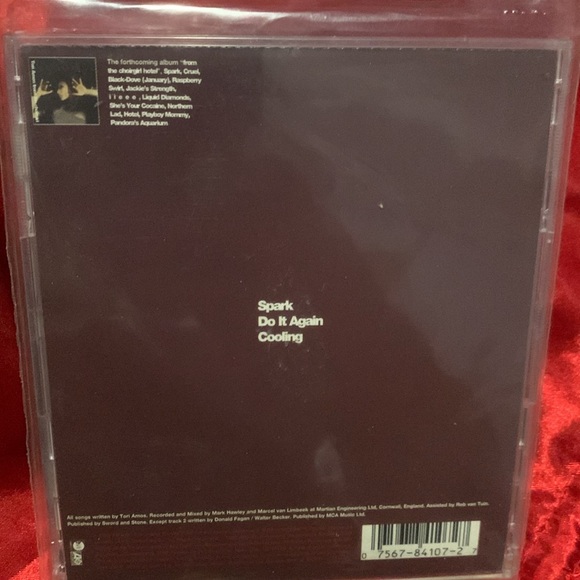 The forthcoming album "from
the choirgirl hotel", Spark, Cruel,
Black-Dove (January), Raspberry
Swirl, Jackie's Strength,
i i e e e , Liquid Diamonds,
She's Your Cocaine, Northern
Lad, Hotel, Playboy Mommy,
Pandora's Aquarium
Spark
Do It Again
Cooling
All songs written by Tori Amos. Recorded and Mixed by Mark Hawley and Marcel van Limbeek at Martian Engineering Ltd, Cornwall, England. Assisted by Rob van Tuin.
Published by Sword and Stone. Except track 2 written by Donald Fagen / Walter Becker. Published by MCA Music Ltd.
0 7567-84107-2 7